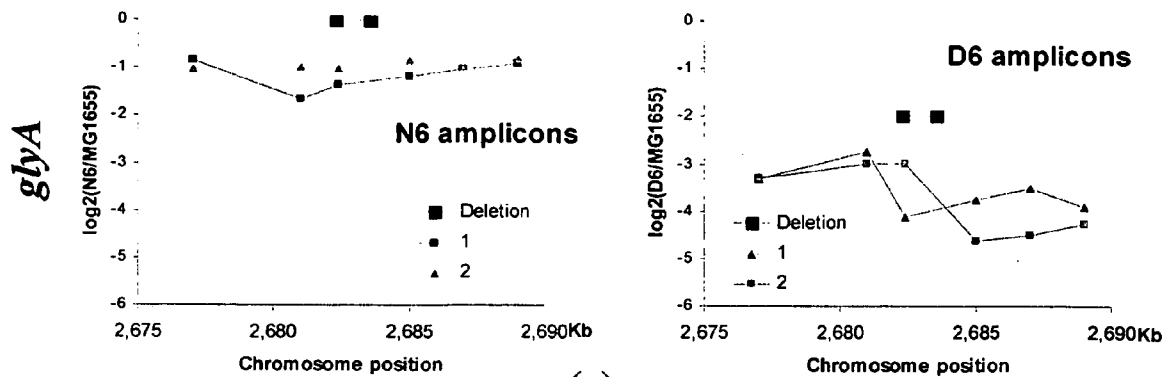 glyA
log2(N6/MG1655)
0
-1
-2
-3
-4
-5
-6
N6 amplicons
Deletion
1
2
2,675
2,680
2,685
2,690Kb
Chromosome position
log2(D6/MG1655)
0
-1
-2
-3
-4
-5
-6
D6 amplicons
Deletion
1
2
2,675
2,680
2,685
2,690Kb
Chromosome position